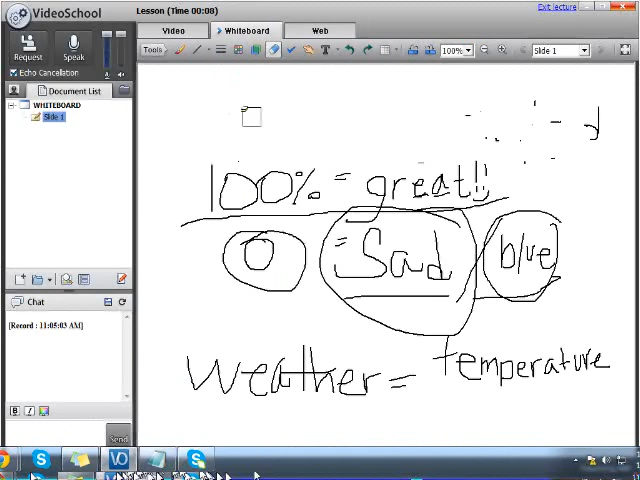 VideoSchool
Lesson (Time 00:08)
Exit lecture
Request
Speak
Video
Whiteboard
Web
Echo Cancellation
Tools
100%
Slide 1
Document List
WHITEBOARD
Slide 1
100% = great!!
0 = Sad blue
Weather = temperature
Chat
[Record : 11:05:03 AM]
Send